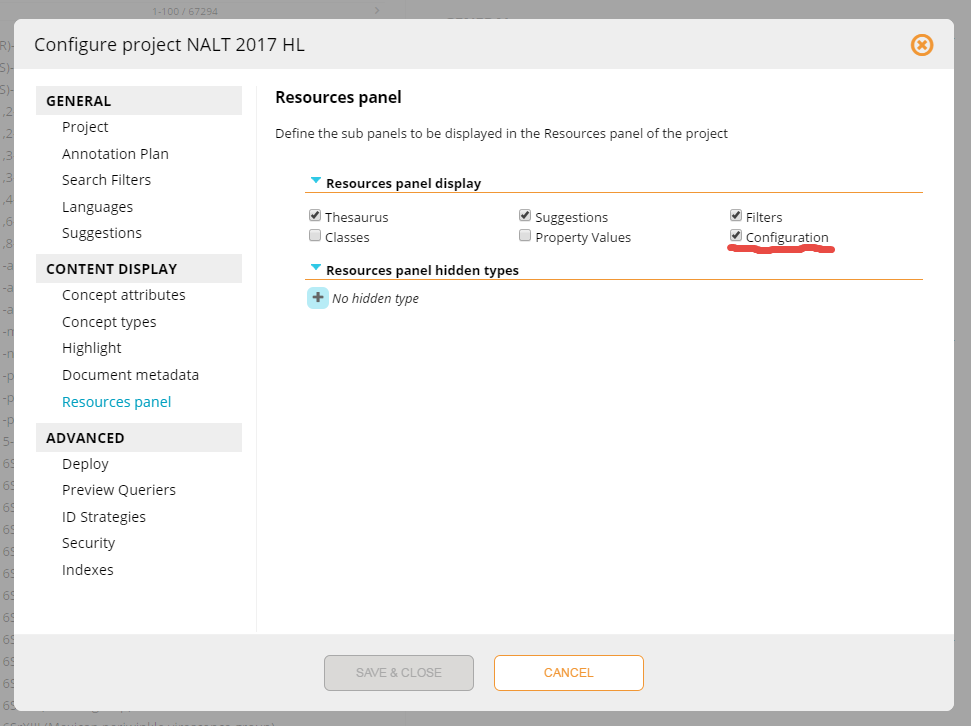 1-100 / 67294
Configure project NALT 2017 HL
GENERAL
Project
Annotation Plan
Search Filters
Languages
Suggestions
CONTENT DISPLAY
Concept attributes
Concept types
Highlight
Document metadata
Resources panel
ADVANCED
Deploy
Preview Queriers
ID Strategies
Security
Indexes
Resources panel
Define the sub panels to be displayed in the Resources panel of the project
Resources panel display
Thesaurus Suggestions Filters
Classes Property Values Configuration
Resources panel hidden types
No hidden type
SAVE & CLOSE CANCEL